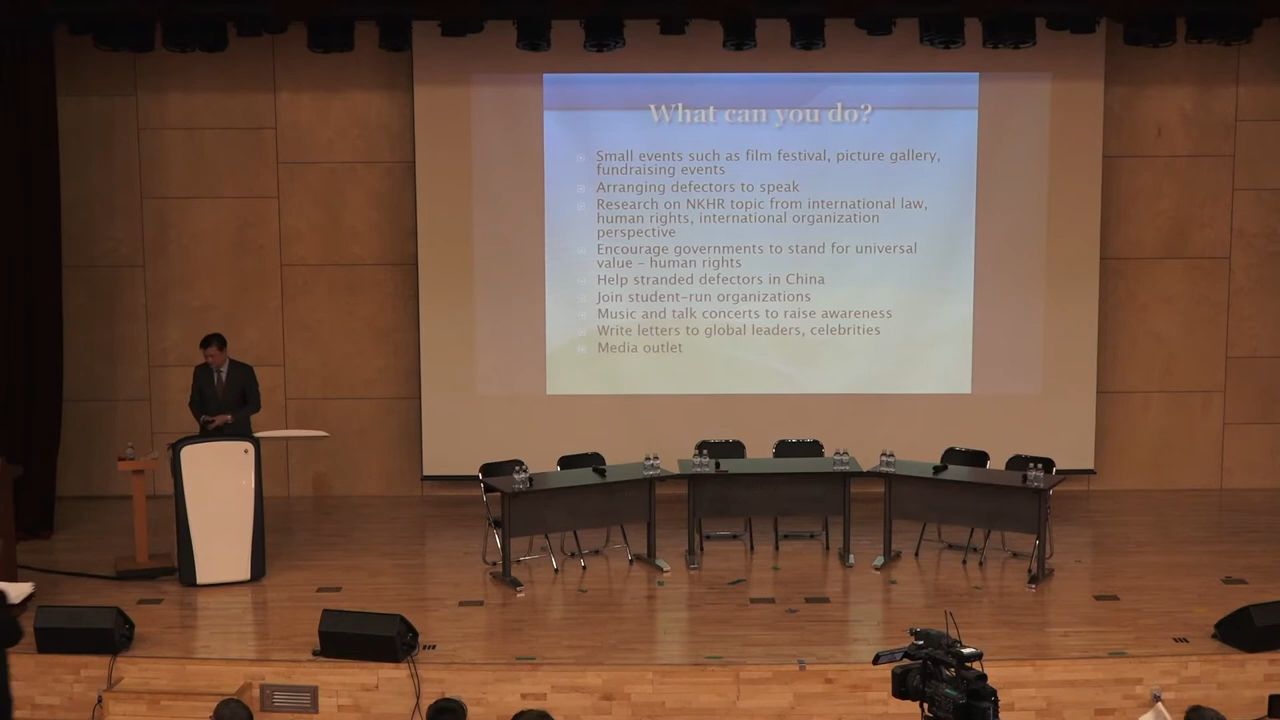 What can you do?
Small events such as film festival, picture gallery,
fundraising events
Arranging defectors to speak
Research on NKHR topic from international law,
human rights, international organization
perspective
Encourage governments to stand for universal
value – human rights
Help stranded defectors in China
Join student-run organizations
Music and talk concerts to raise awareness
Write letters to global leaders, celebrities
Media outlet